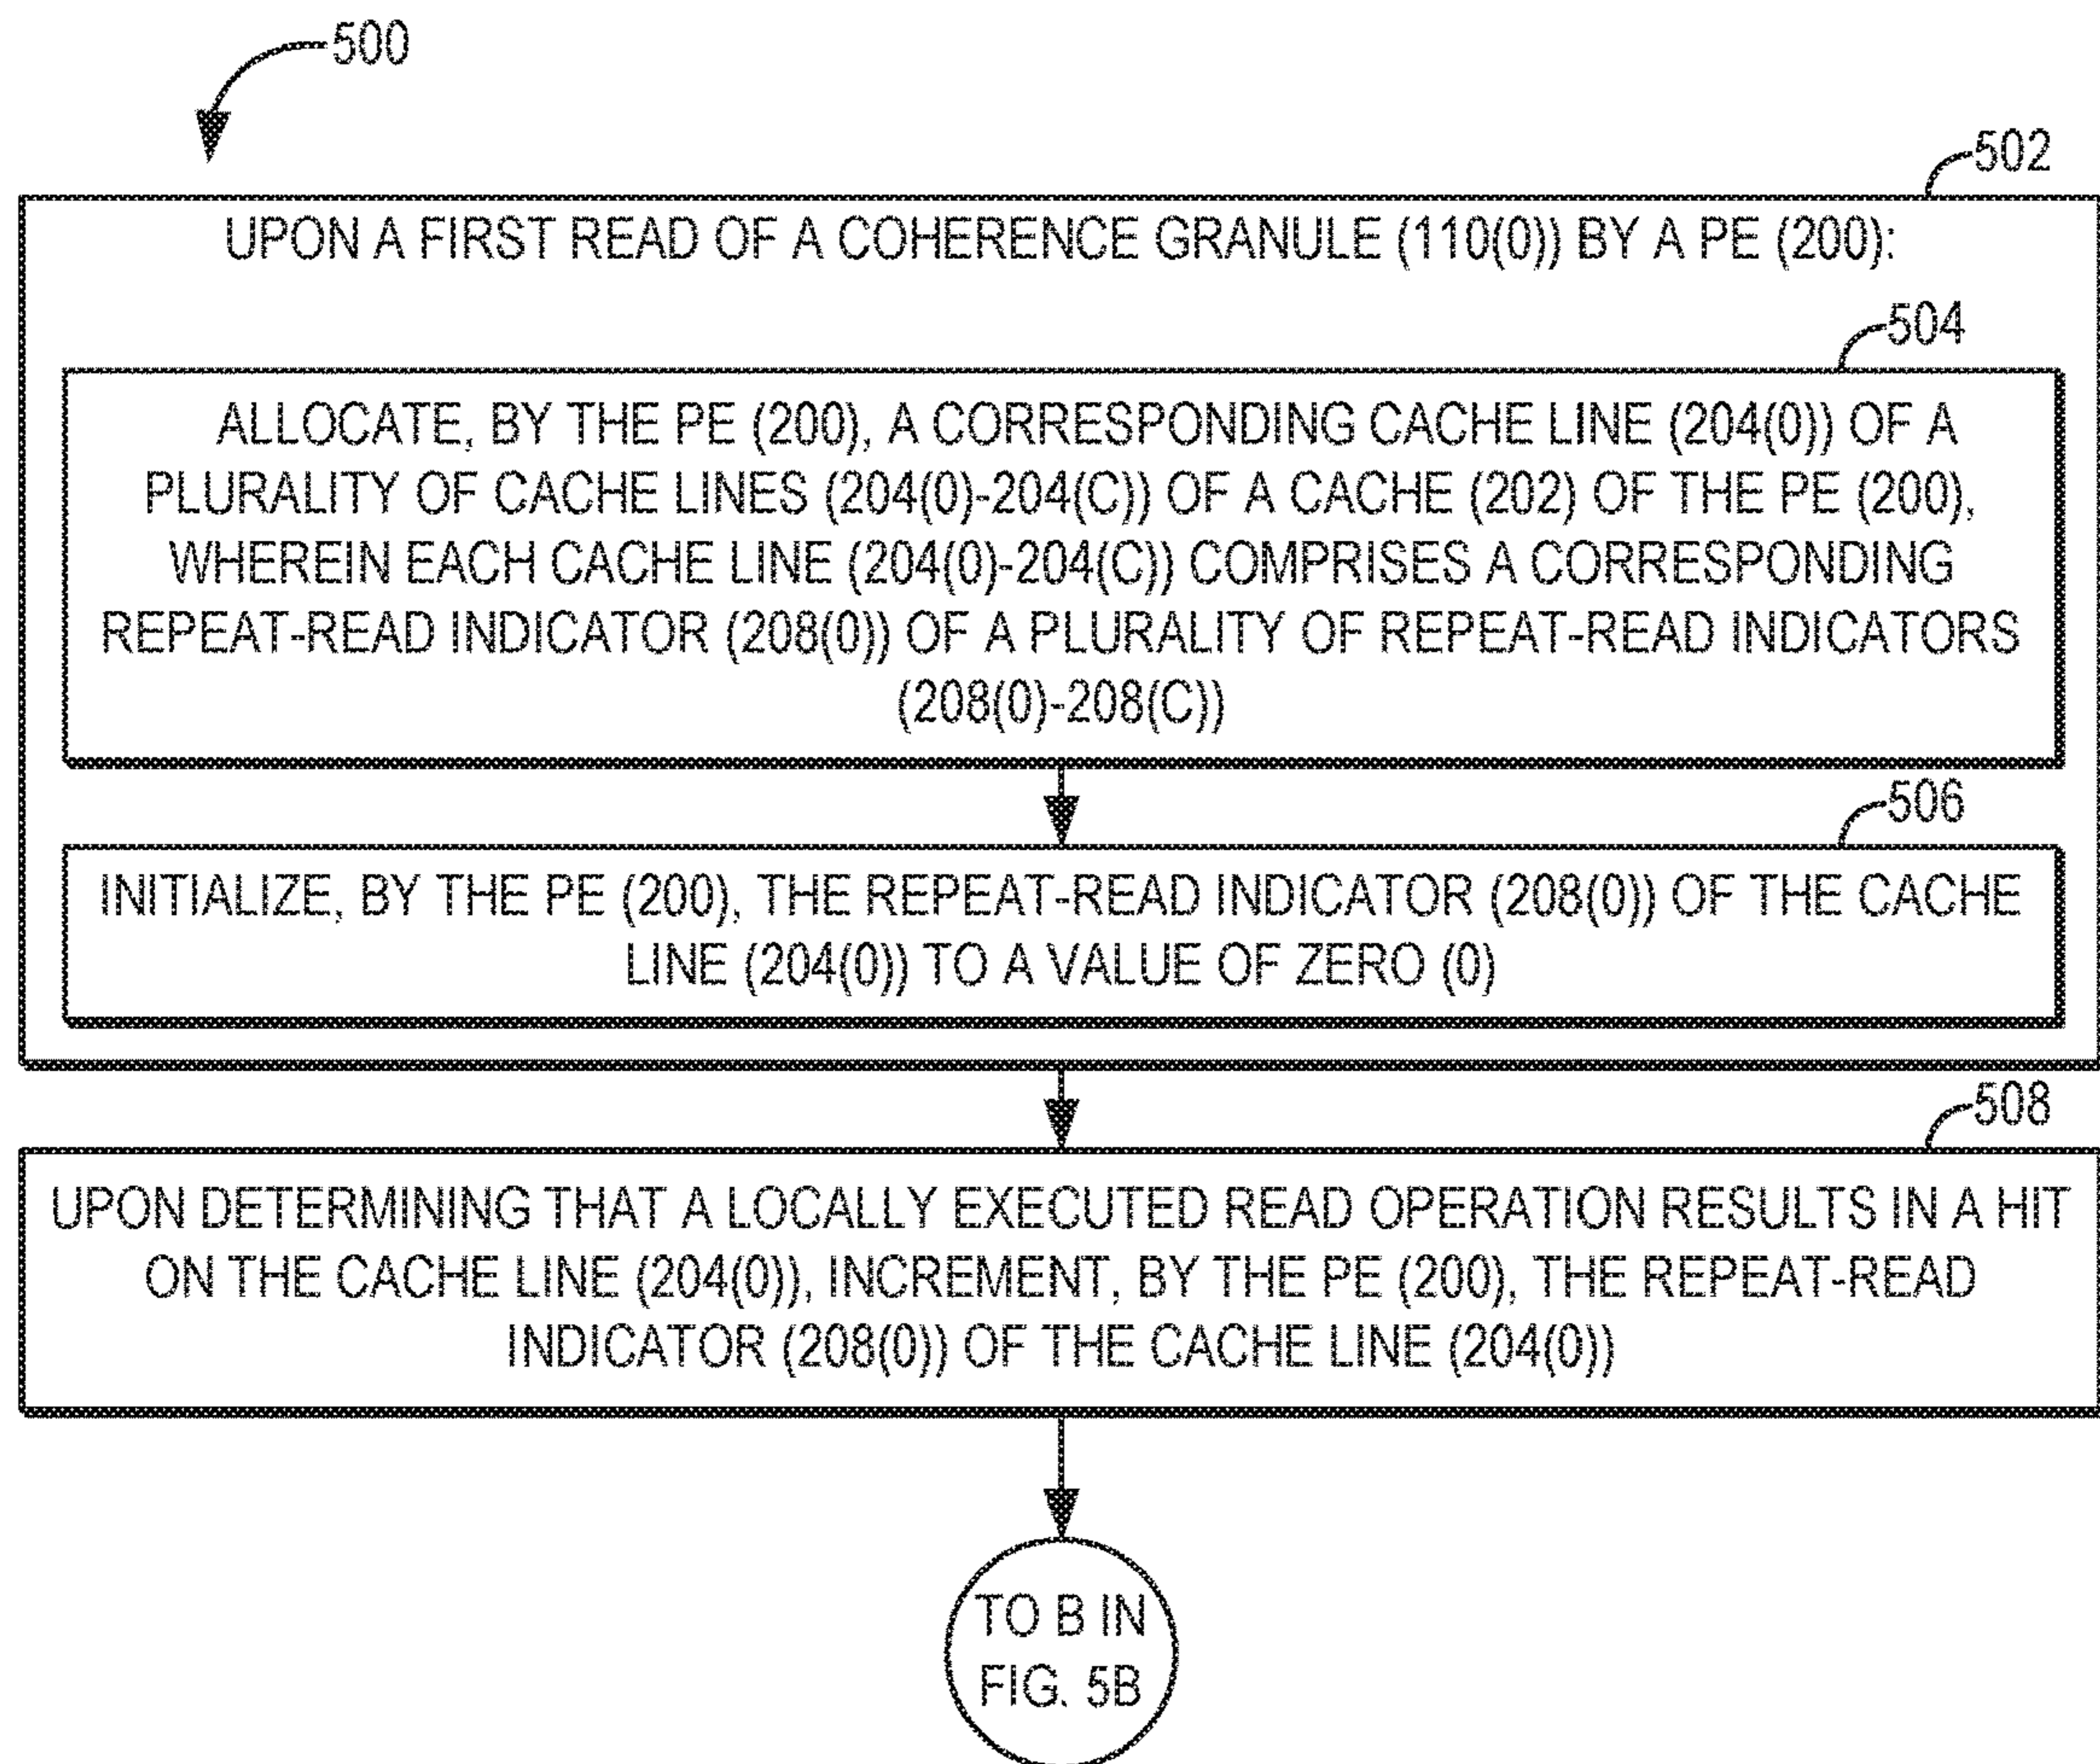 500
502
UPON A FIRST READ OF A COHERENCE GRANULE (110(0)) BY A PE (200):
504
ALLOCATE, BY THE PE (200), A CORRESPONDING CACHE LINE (204(0)) OF A
PLURALITY OF CACHE LINES (204(0)-204(C)) OF A CACHE (202) OF THE PE (200),
WHEREIN EACH CACHE LINE (204(0)-204(C)) COMPRISES A CORRESPONDING
REPEAT-READ INDICATOR (208(0)) OF A PLURALITY OF REPEAT-READ INDICATORS
(208(0)-208(C))
506
INITIALIZE, BY THE PE (200), THE REPEAT-READ INDICATOR (208(0)) OF THE CACHE
LINE (204(0)) TO A VALUE OF ZERO (0)
508
UPON DETERMINING THAT A LOCALLY EXECUTED READ OPERATION RESULTS IN A HIT
ON THE CACHE LINE (204(0)), INCREMENT, BY THE PE (200), THE REPEAT-READ
INDICATOR (208(0)) OF THE CACHE LINE (204(0))
TO B IN
FIG. 5B